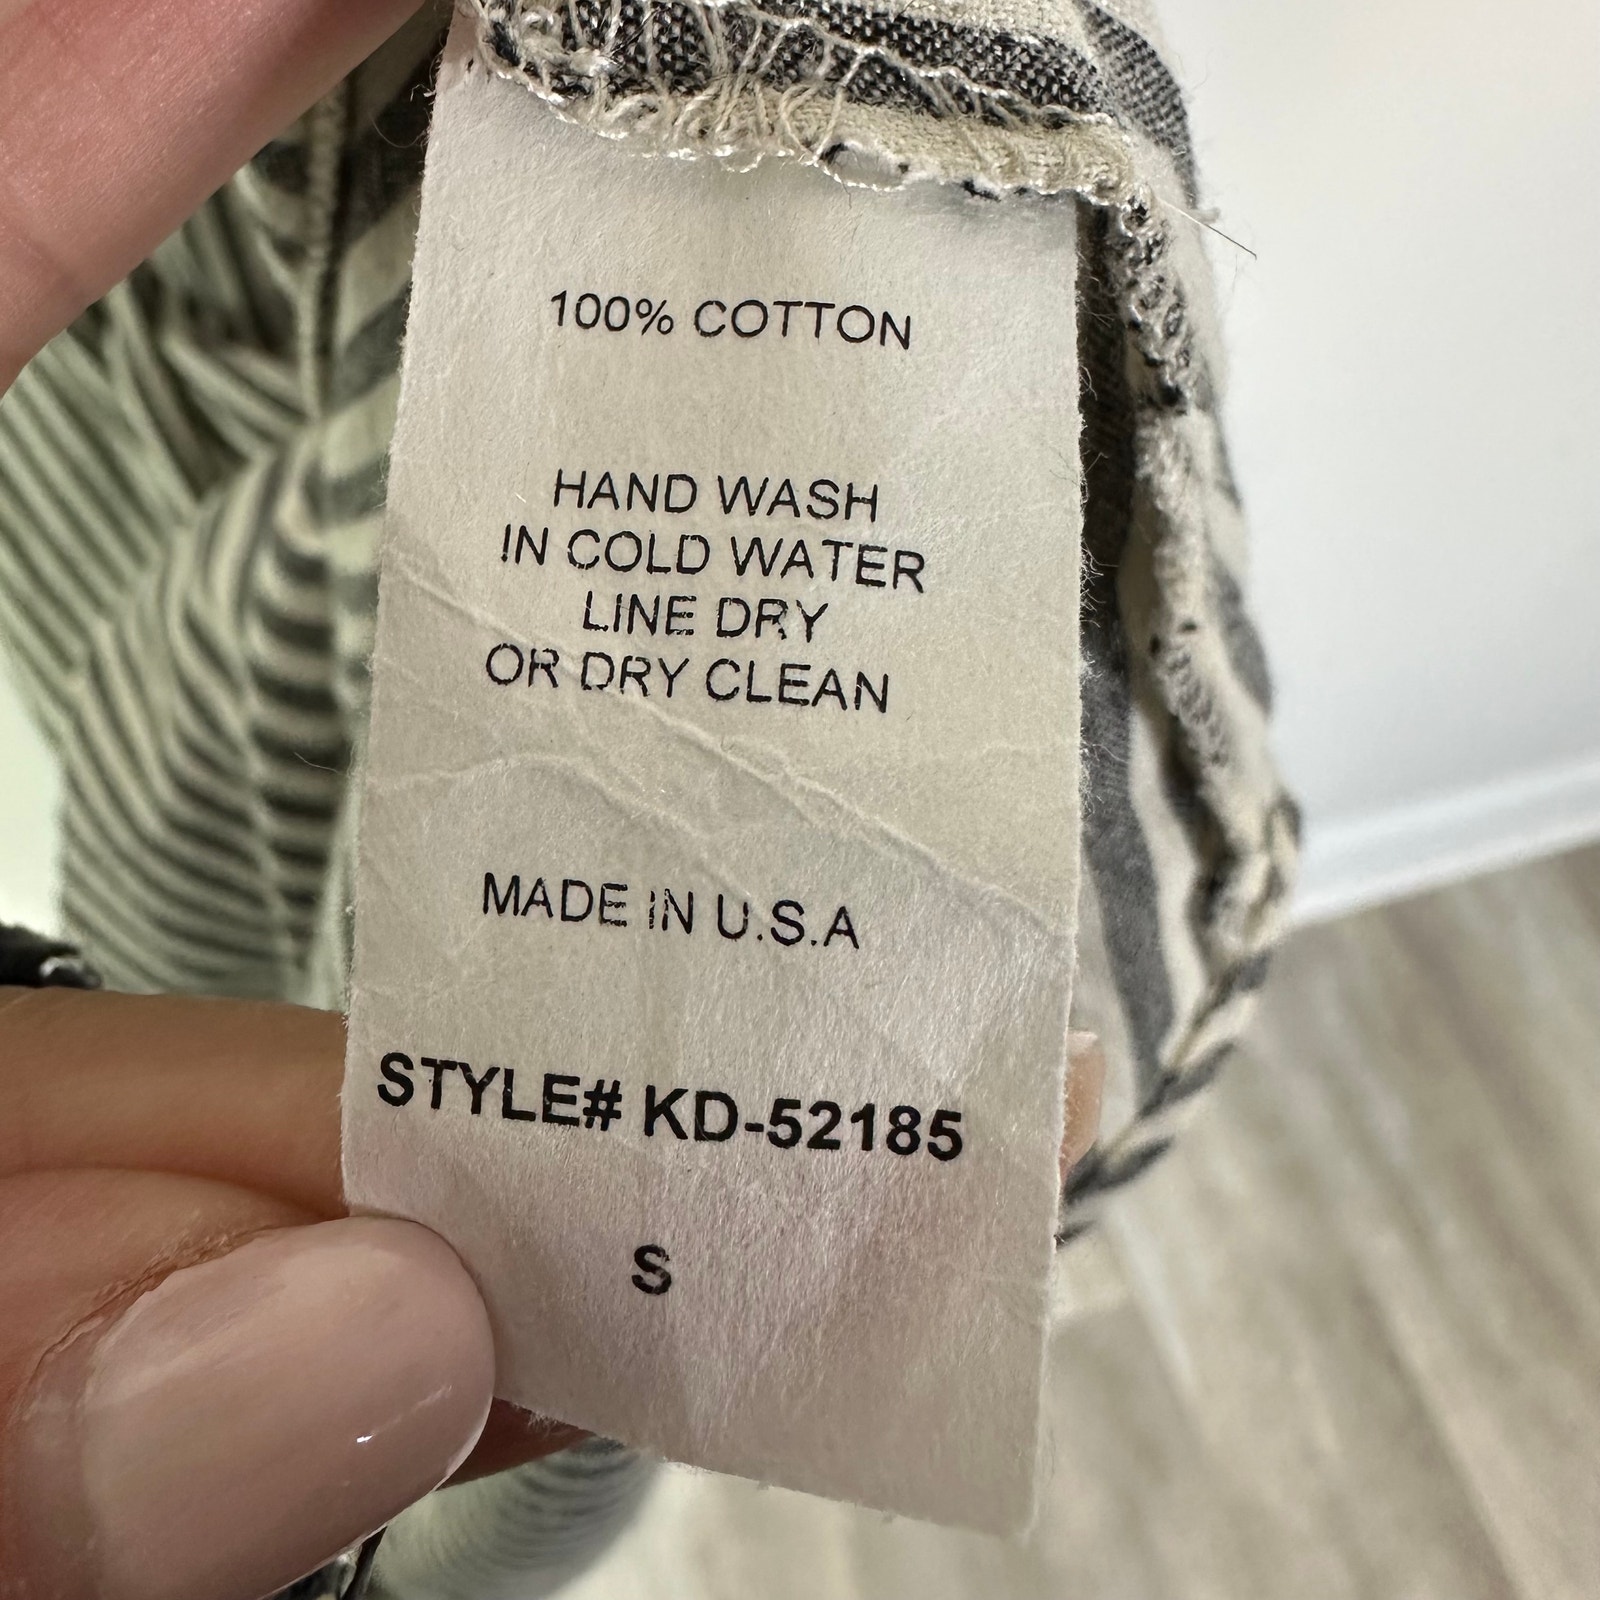 100% COTTON
HAND WASH
IN COLD WATER
LINE DRY
OR DRY CLEAN
MADE IN U.S.A
STYLE# KD-52185
S